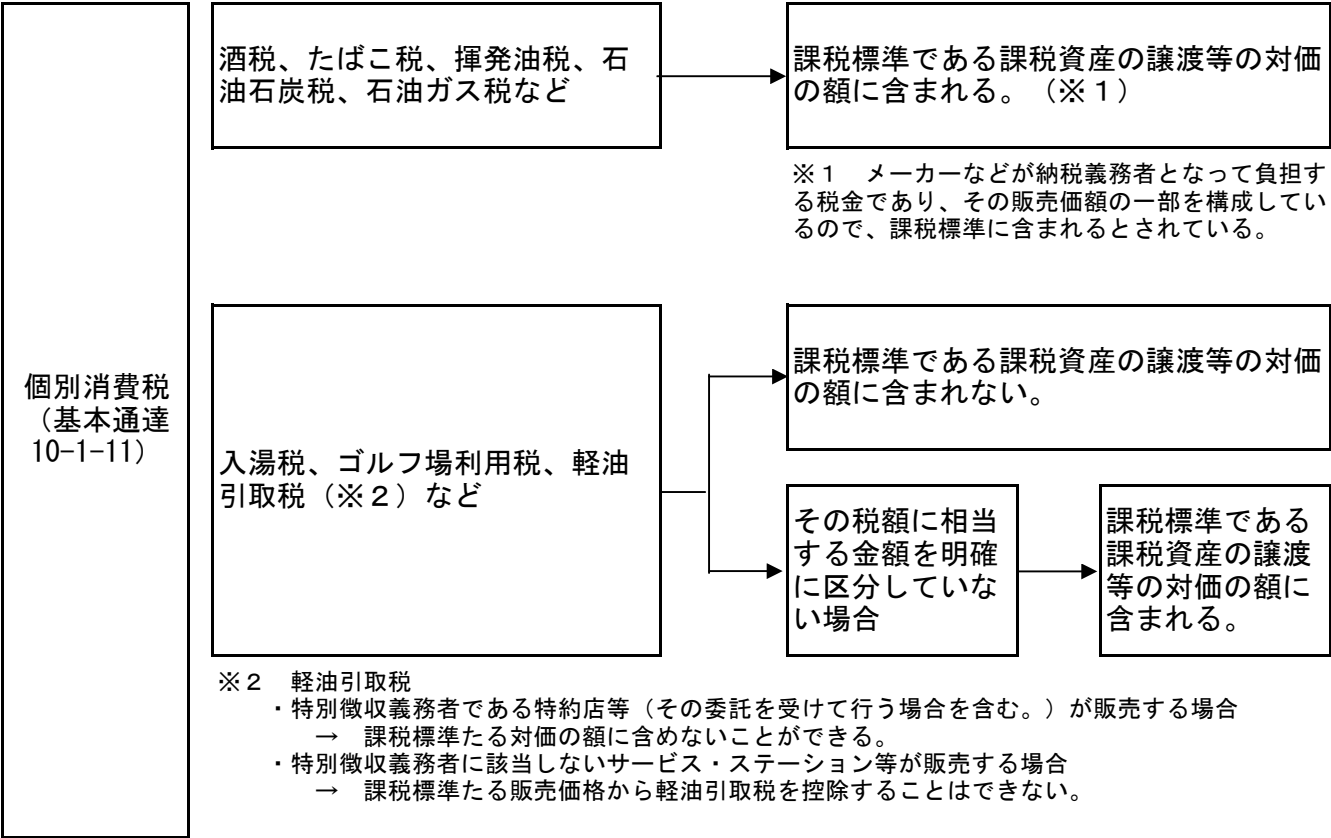 個別消費税
（基本通達
10-1-11）
酒税、たばこ税、揮発油税、石
油石炭税、石油ガス税など
課税標準である課税資産の譲渡等の対価
の額に含まれる。（※１）
※１　メーカーなどが納税義務者となって負担す
る税金であり、その販売価額の一部を構成してい
るので、課税標準に含まれるとされている。
入湯税、ゴルフ場利用税、軽油
引取税（※２）など
課税標準である課税資産の譲渡等の対価
の額に含まれない。
その税額に相当
する金額を明確
に区分していな
い場合
課税標準である
課税資産の譲渡
等の対価の額に
含まれる。
※２　軽油引取税
・特別徴収義務者である特約店等（その委託を受けて行う場合を含む。）が販売する場合
→　課税標準たる対価の額に含めないことができる。
・特別徴収義務者に該当しないサービス・ステーション等が販売する場合
→　課税標準たる販売価格から軽油引取税を控除することはできない。